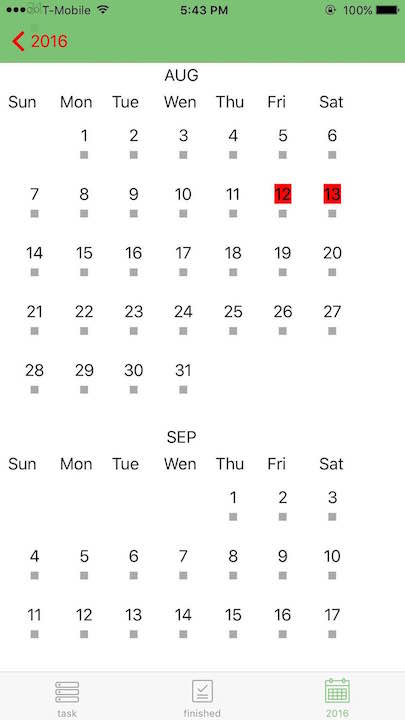 T-Mobile 5:43 PM 100%
2016
AUG
Sun Mon Tue Wen Thu Fri Sat
1 2 3 4 5 6
7 8 9 10 11 12 13
14 15 16 17 18 19 20
21 22 23 24 25 26 27
28 29 30 31
SEP
Sun Mon Tue Wen Thu Fri Sat
1 2 3
4 5 6 7 8 9 10
11 12 13 14 15 16 17
task finished 2016